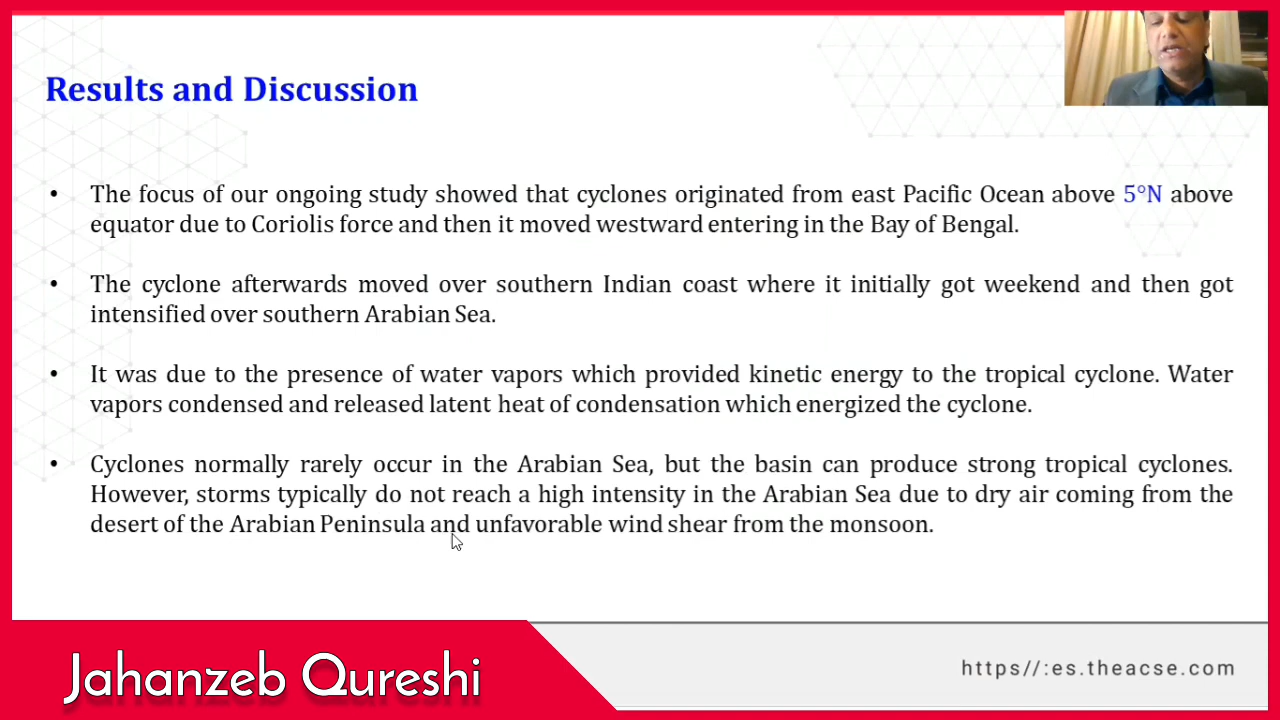 Results and Discussion
• The focus of our ongoing study showed that cyclones originated from east Pacific Ocean above 5°N above
equator due to Coriolis force and then it moved westward entering in the Bay of Bengal.
• The cyclone afterwards moved over southern Indian coast where it initially got weekend and then got
intensified over southern Arabian Sea.
• It was due to the presence of water vapors which provided kinetic energy to the tropical cyclone. Water
vapors condensed and released latent heat of condensation which energized the cyclone.
• Cyclones normally rarely occur in the Arabian Sea, but the basin can produce strong tropical cyclones.
However, storms typically do not reach a high intensity in the Arabian Sea due to dry air coming from the
desert of the Arabian Peninsula and unfavorable wind shear from the monsoon.
Jahanzeb Qureshi
https//:es.theacse.com